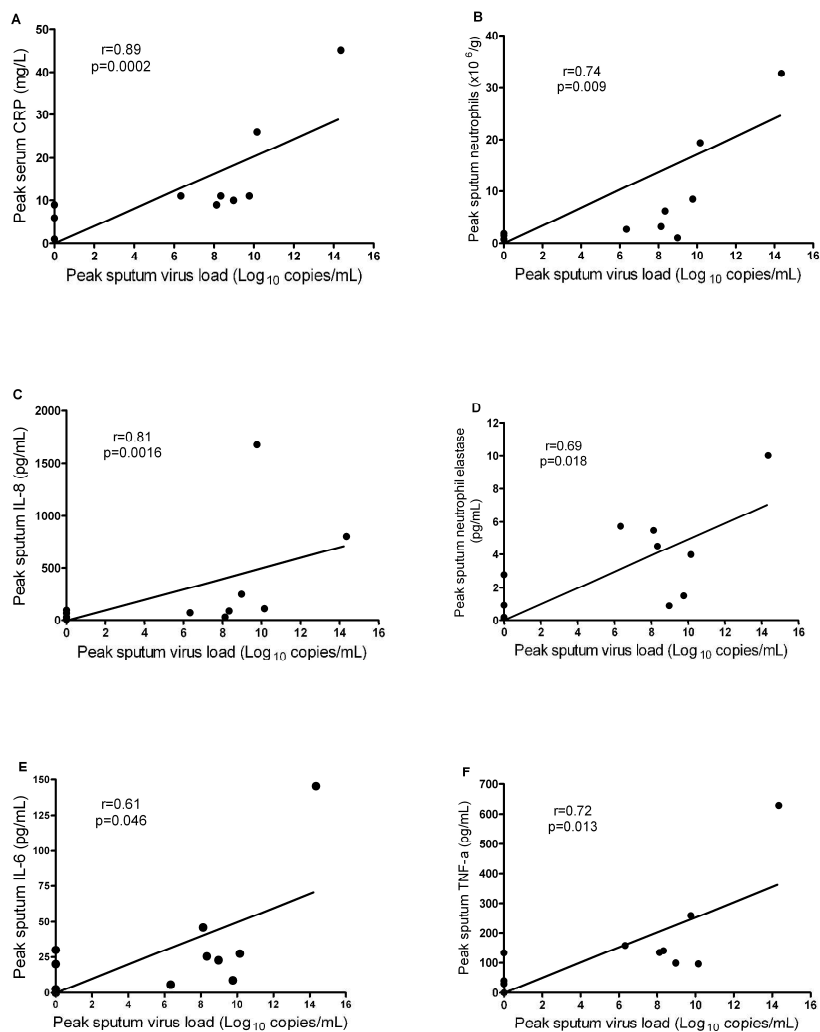 A
50
40
30
20
10
0
Peak serum CRP (mg/L)
r=0.89
p=0.0002
0 2 4 6 8 10 12 14 16
Peak sputum virus load (Log10 copies/mL)
B
40
30
20
10
0
Peak sputum neutrophils (x10 6/g)
r=0.74
p=0.009
0 2 4 6 8 10 12 14 16
Peak sputum virus load (Log10 copies/mL)
C
2000
1500
1000
500
0
Peak sputum IL-8 (pg/mL)
r=0.81
p=0.0016
0 2 4 6 8 10 12 14 16
Peak sputum virus load (Log10 copies/mL)
D
12
10
8
6
4
2
0
Peak sputum neutrophil elastase
(pg/mL)
r=0.69
p=0.018
0 2 4 6 8 10 12 14 16
Peak sputum virus load (Log10 copies/mL)
E
150
125
100
75
50
25
0
Peak sputum IL-6 (pg/mL)
r=0.61
p=0.046
0 2 4 6 8 10 12 14 16
Peak sputum virus load (Log10 copies/mL)
F
700
600
500
400
300
200
100
0
Peak sputum TNF-a (pg/mL)
r=0.72
p=0.013
0 2 4 6 8 10 12 14 16
Peak sputum virus load (Log10 copies/mL)